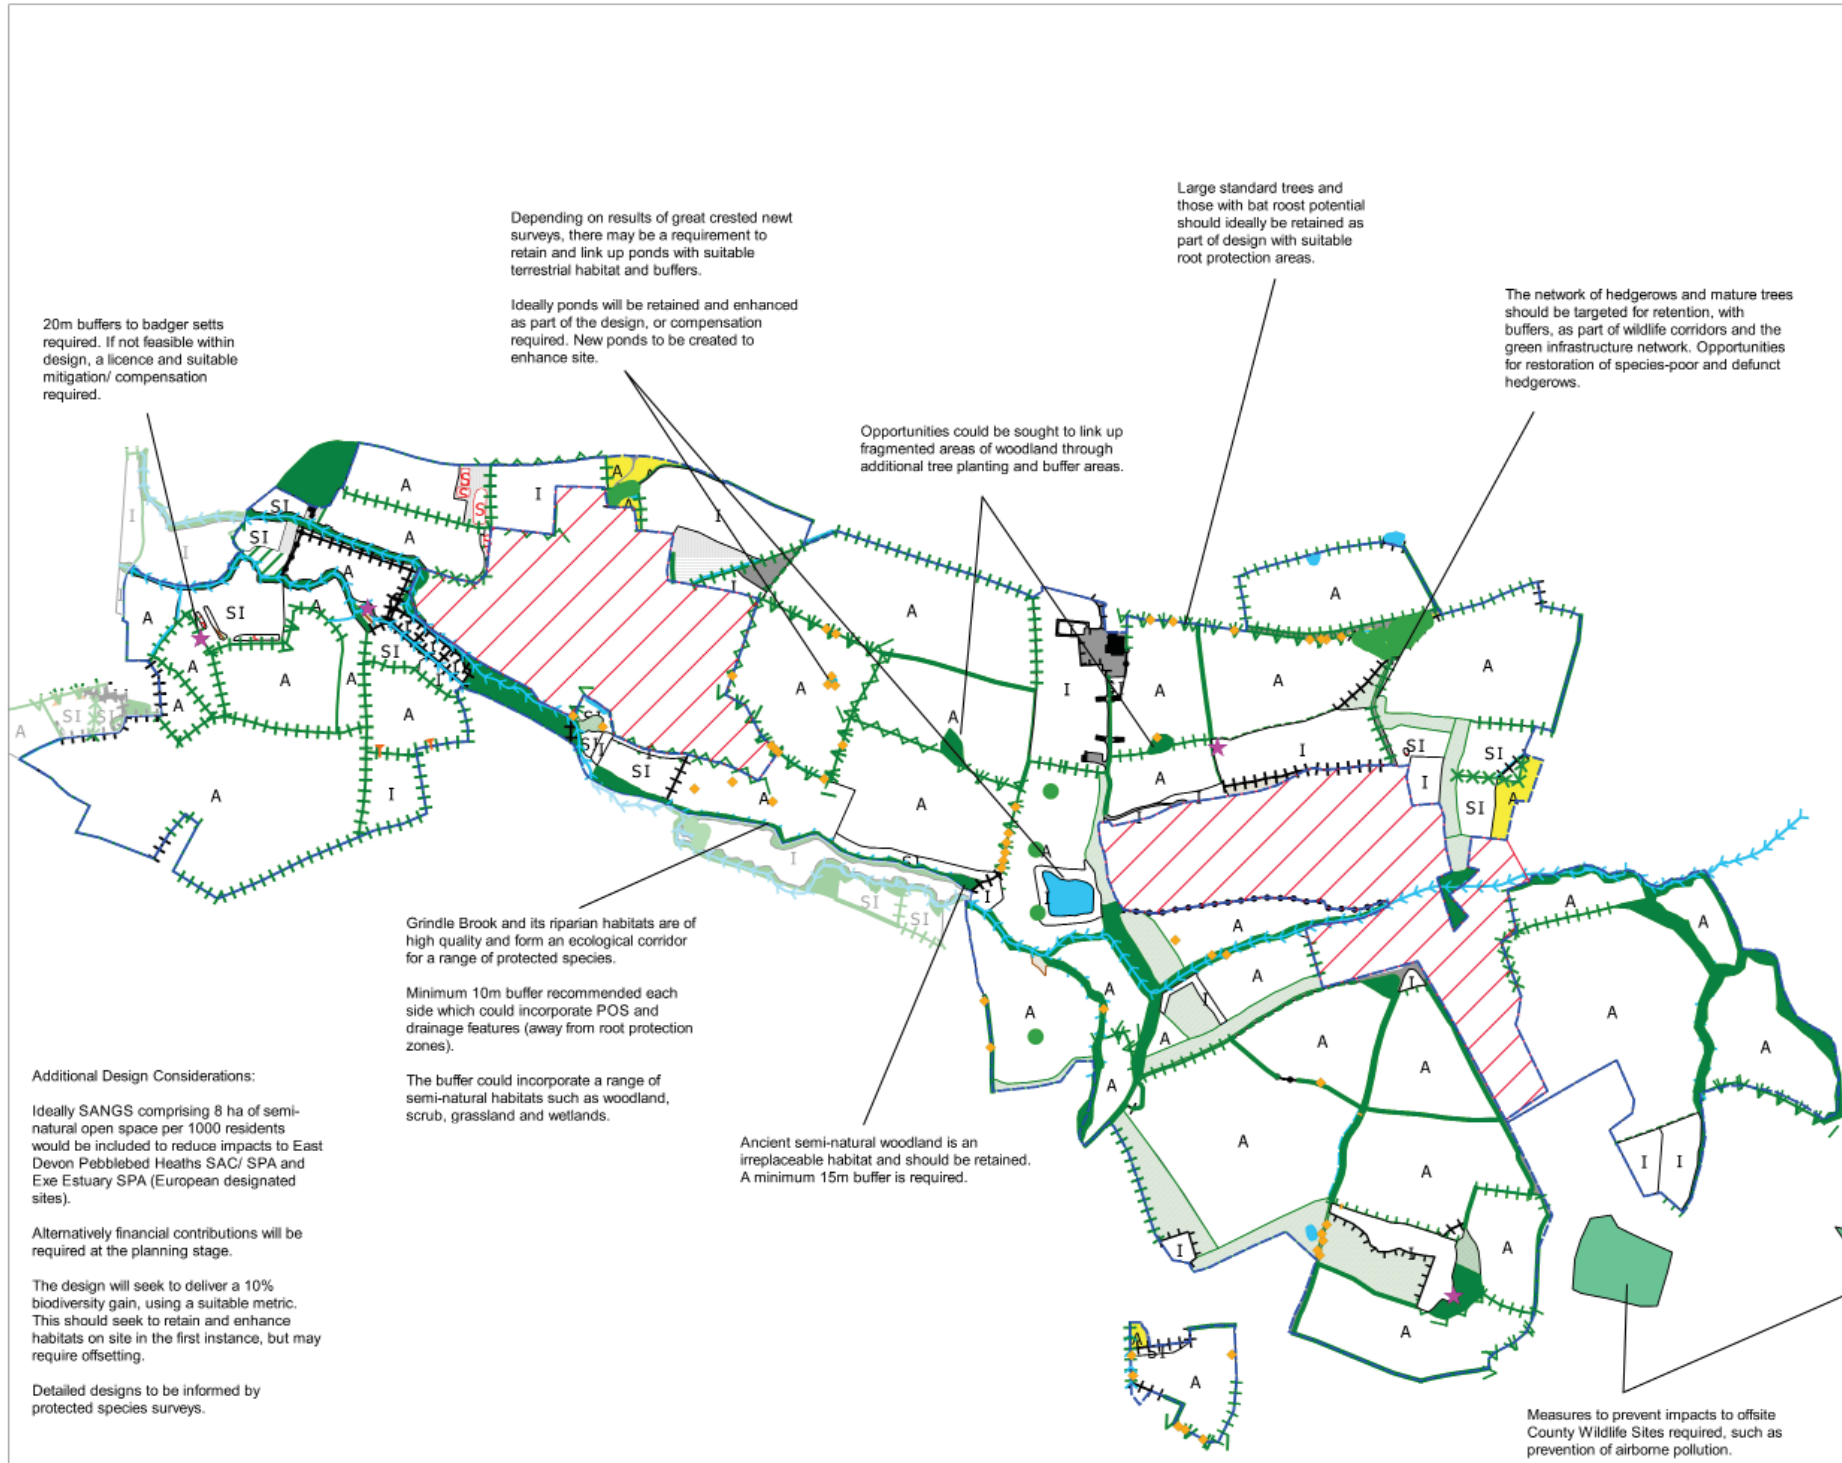 Large standard trees and
those with bat roost potential
should ideally be retained as
part of design with suitable
root protection areas.
Depending on results of great crested newt
surveys, there may be a requirement to
retain and link up ponds with suitable
terrestrial habitat and buffers.
Ideally ponds will be retained and enhanced
as part of the design, or compensation
required. New ponds to be created to
enhance site.
The network of hedgerows and mature trees
should be targeted for retention, with
buffers, as part of wildlife corridors and the
green infrastructure network. Opportunities
for restoration of species-poor and defunct
hedgerows.
20m buffers to badger setts
required. If not feasible within
design, a licence and suitable
mitigation/ compensation
required.
Opportunities could be sought to link up
fragmented areas of woodland through
additional tree planting and buffer areas.
A
S
S
A
A
I
S
SI
I
I
SI
A
I
I
A
A
A
A
SI
A
I
A
SI
A
A
A
A
I
A
A
A
A
SI
SI
A
A
A
I
SI
SI
I
SI
A
I
A
A
I
SI
A
A
I
SI
A
SI
I
A
I
I
SI
SI
A
A
A
A
A
I
I
A
A
A
A
A
A
A
A
A
A
I
I
I
A
I
A
A
SI
A
Grindle Brook and its riparian habitats are of
high quality and form an ecological corridor
for a range of protected species.
Minimum 10m buffer recommended each
side which could incorporate POS and
drainage features (away from root protection
zones).
The buffer could incorporate a range of
semi-natural habitats such as woodland,
scrub, grassland and wetlands.
Ancient semi-natural woodland is an
irreplaceable habitat and should be retained.
A minimum 15m buffer is required.
Additional Design Considerations:
Ideally SANGS comprising 8 ha of semi-
natural open space per 1000 residents
would be included to reduce impacts to East
Devon Pebblebed Heaths SAC/ SPA and
Exe Estuary SPA (European designated
sites).
Alternatively financial contributions will be
required at the planning stage.
The design will seek to deliver a 10%
biodiversity gain, using a suitable metric.
This should seek to retain and enhance
habitats on site in the first instance, but may
require offsetting.
Detailed designs to be informed by
protected species surveys.
Measures to prevent impacts to offsite
County Wildlife Sites required, such as
prevention of airborne pollution.